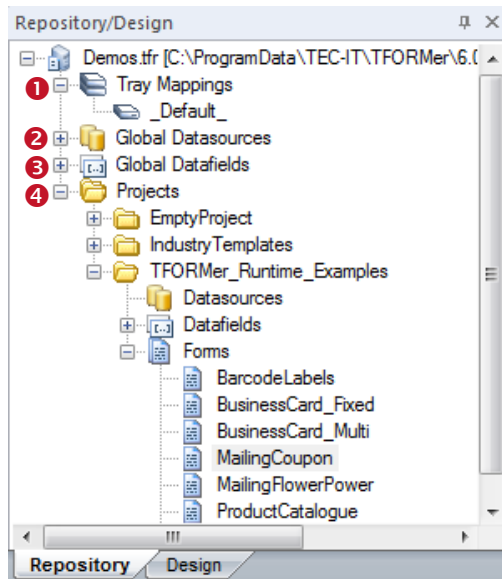 Repository/Design
Demos.tfr [C:\ProgramData\TEC-IT\TFORMer\6.0
1 Tray Mappings
_Default_
2 Global Datasources
3 Global Datafields
4 Projects
EmptyProject
IndustryTemplates
TFORMer_Runtime_Examples
Datasources
Datafields
Forms
BarcodeLabels
BusinessCard_Fixed
BusinessCard_Multi
MailingCoupon
MailingFlowerPower
ProductCatalogue
Repository Design